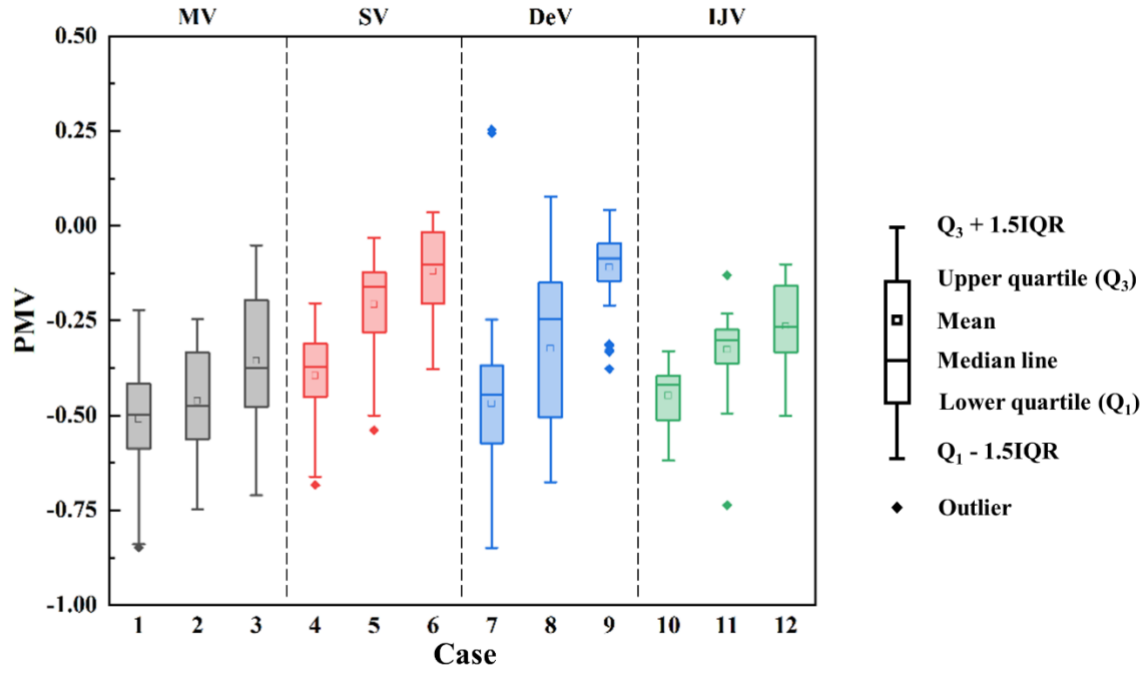 MV SV DeV IJV
0.50
0.25
0.00
-0.25
-0.50
-0.75
-1.00
PMV
1 2 3 4 5 6 7 8 9 10 11 12
Case
Q₃ + 1.5IQR
Upper quartile (Q₃)
Mean
Median line
Lower quartile (Q₁)
Q₁ - 1.5IQR
Outlier